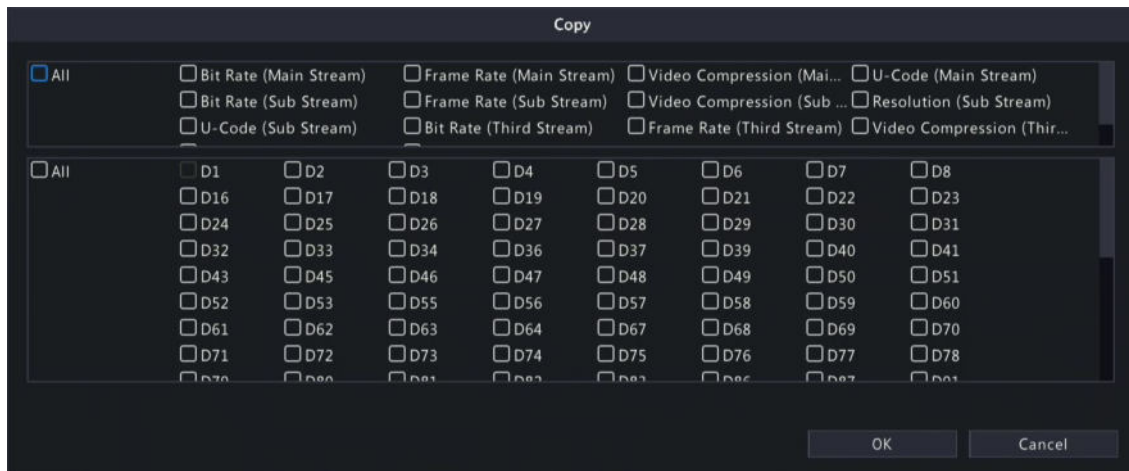 Copy
All Bit Rate (Main Stream) Frame Rate (Main Stream) Video Compression (Mai... U-Code (Main Stream)
Bit Rate (Sub Stream) Frame Rate (Sub Stream) Video Compression (Sub ... Resolution (Sub Stream)
U-Code (Sub Stream) Bit Rate (Third Stream) Frame Rate (Third Stream) Video Compression (Thir...
All D1 D2 D3 D4 D5 D6 D7 D8
D16 D17 D18 D19 D20 D21 D22 D23
D24 D25 D26 D27 D28 D29 D30 D31
D32 D33 D34 D36 D37 D39 D40 D41
D43 D45 D46 D47 D48 D49 D50 D51
D52 D53 D55 D56 D57 D58 D59 D60
D61 D62 D63 D64 D67 D68 D69 D70
D71 D72 D73 D74 D75 D76 D77 D78
OK Cancel